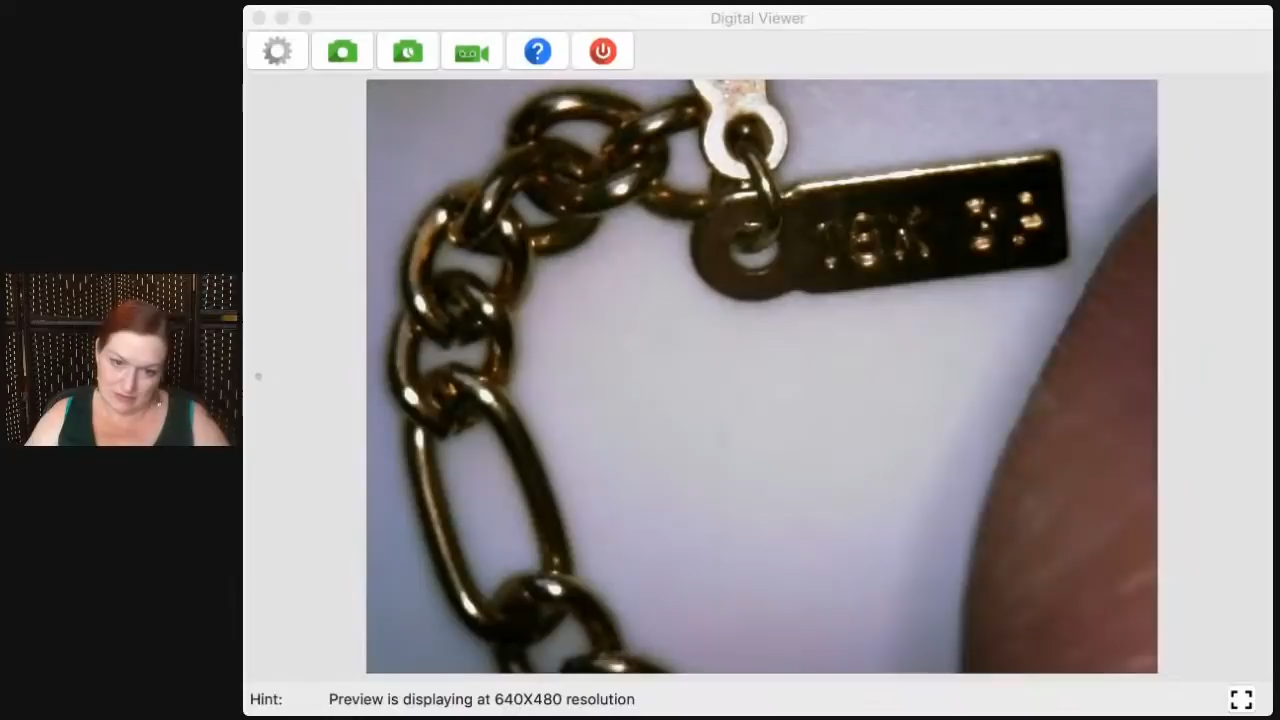 Digital Viewer
?
18K
Hint: Preview is displaying at 640X480 resolution